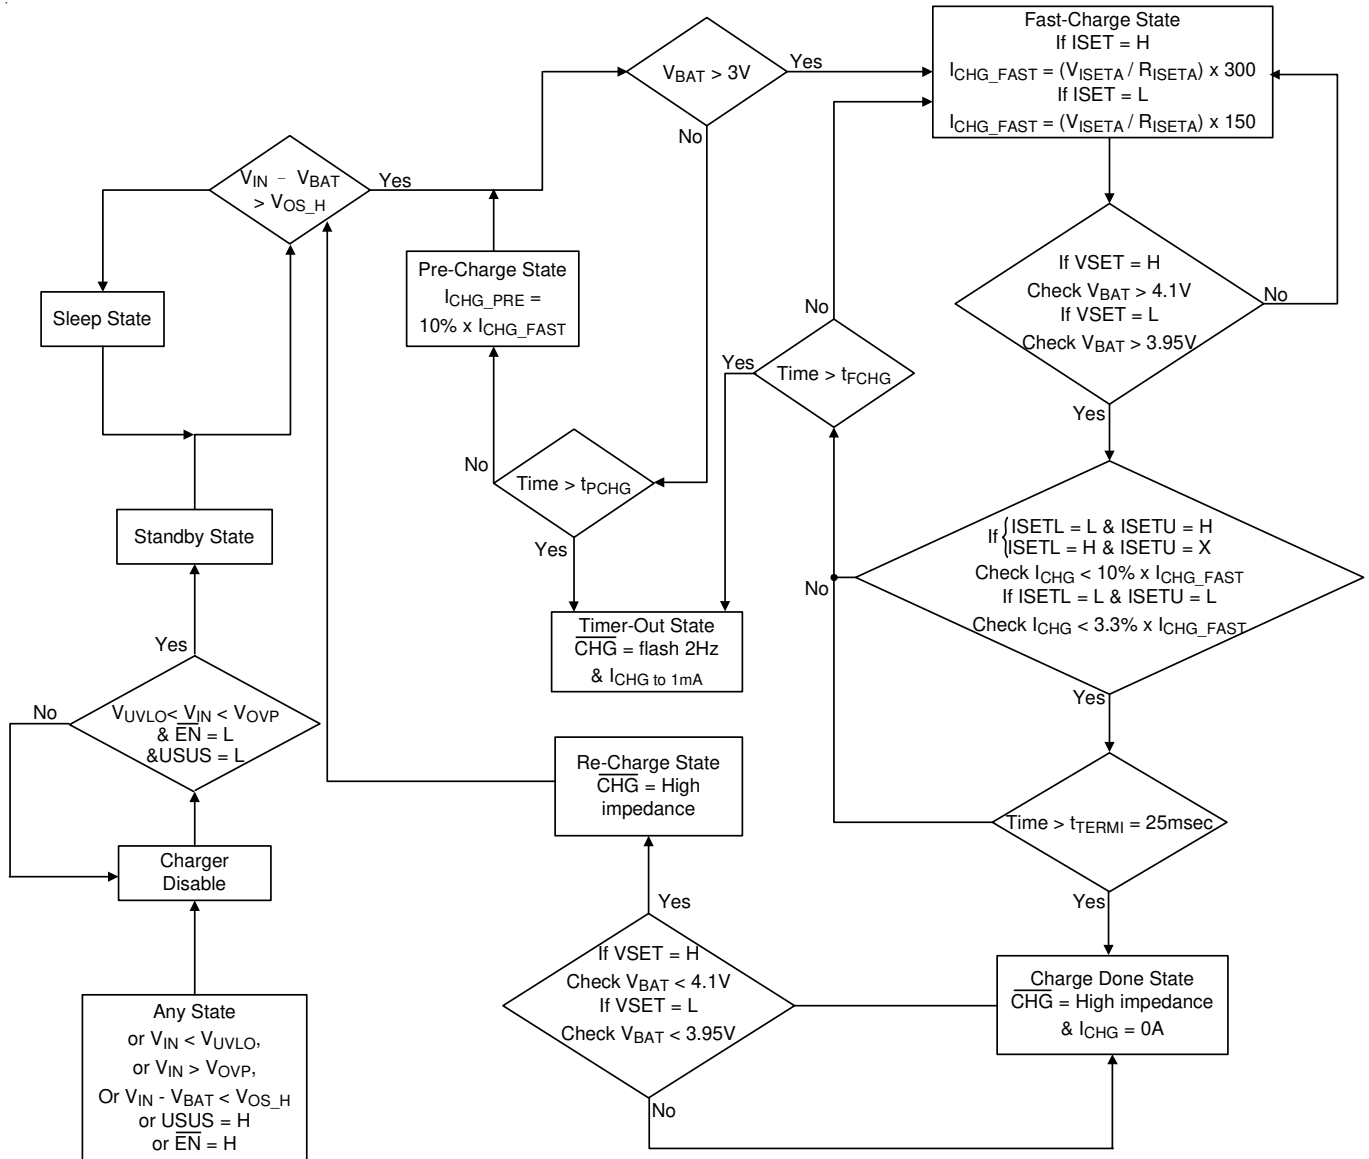 Fast-Charge State
If ISET = H
ICHG_FAST = (VISETA / RISETA) x 300
If ISET = L
ICHG_FAST = (VISETA / RISETA) x 150
VBAT > 3V
Yes
No
VIN – VBAT
> VOS_H
Yes
Sleep State
Pre-Charge State
ICHG_PRE =
10% x ICHG_FAST
If VSET = H
Check VBAT > 4.1V
If VSET = L
Check VBAT > 3.95V
No
Yes
No
Time > tFCHG
Yes
No
Time > tPCHG
Yes
Standby State
If { ISETL = L & ISETU = H
ISETL = H & ISETU = X
Check ICHG < 10% x ICHG_FAST
If ISETL = L & ISETU = L
Check ICHG < 3.3% x ICHG_FAST
No
Yes
Timer-Out State
CHG = flash 2Hz
& ICHG to 1mA
Yes
No
VUVLO< VIN < VOVP
& EN = L
&USUS = L
Re-Charge State
CHG = High
impedance
Time > tTERMI = 25msec
Yes
Charger
Disable
Yes
If VSET = H
Check VBAT < 4.1V
If VSET = L
Check VBAT < 3.95V
No
Charge Done State
CHG = High impedance
& ICHG = 0A
Any State
or VIN < VUVLO,
or VIN > VOVP,
Or VIN - VBAT < VOS_H
or USUS = H
or EN = H